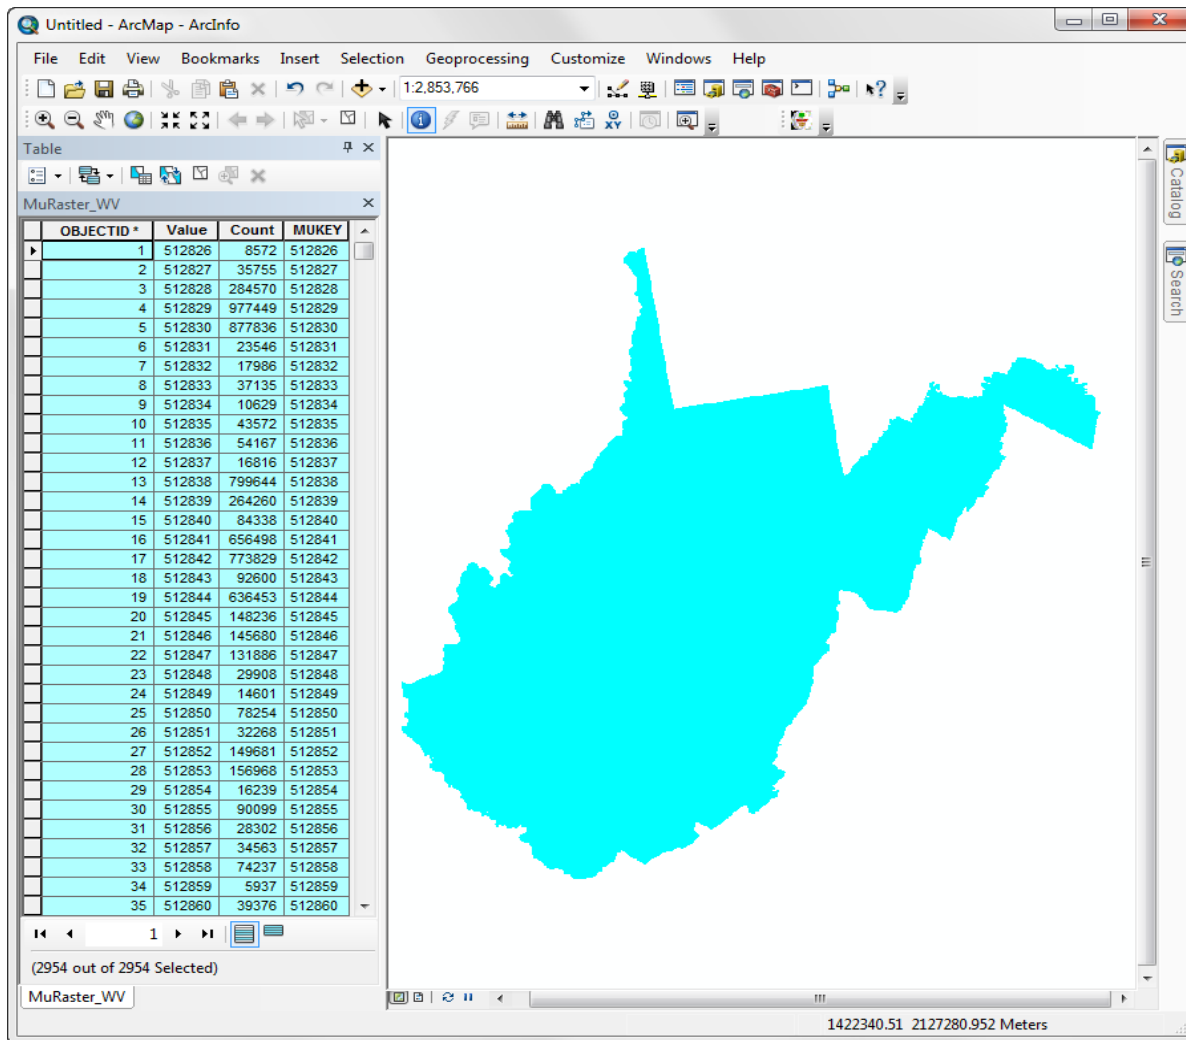 Untitled - ArcMap - ArcInfo
File Edit View Bookmarks Insert Selection Geoprocessing Customize Windows Help
1:2,853,766
XY
Table
MuRaster_WV
OBJECTID * Value Count MUKEY
1 512826 8572 512826
2 512827 35755 512827
3 512828 284570 512828
4 512829 977449 512829
5 512830 877836 512830
6 512831 23546 512831
7 512832 17986 512832
8 512833 37135 512833
9 512834 10629 512834
10 512835 43572 512835
11 512836 54167 512836
12 512837 16816 512837
13 512838 799644 512838
14 512839 264260 512839
15 512840 84338 512840
16 512841 656498 512841
17 512842 773829 512842
18 512843 92600 512843
19 512844 636453 512844
20 512845 148236 512845
21 512846 145680 512846
22 512847 131886 512847
23 512848 29908 512848
24 512849 14601 512849
25 512850 78254 512850
26 512851 32268 512851
27 512852 149681 512852
28 512853 156968 512853
29 512854 16239 512854
30 512855 90099 512855
31 512856 28302 512856
32 512857 34563 512857
33 512858 74237 512858
34 512859 5937 512859
35 512860 39376 512860
1
(2954 out of 2954 Selected)
MuRaster_WV
Catalog
Search
1422340.51 2127280.952 Meters